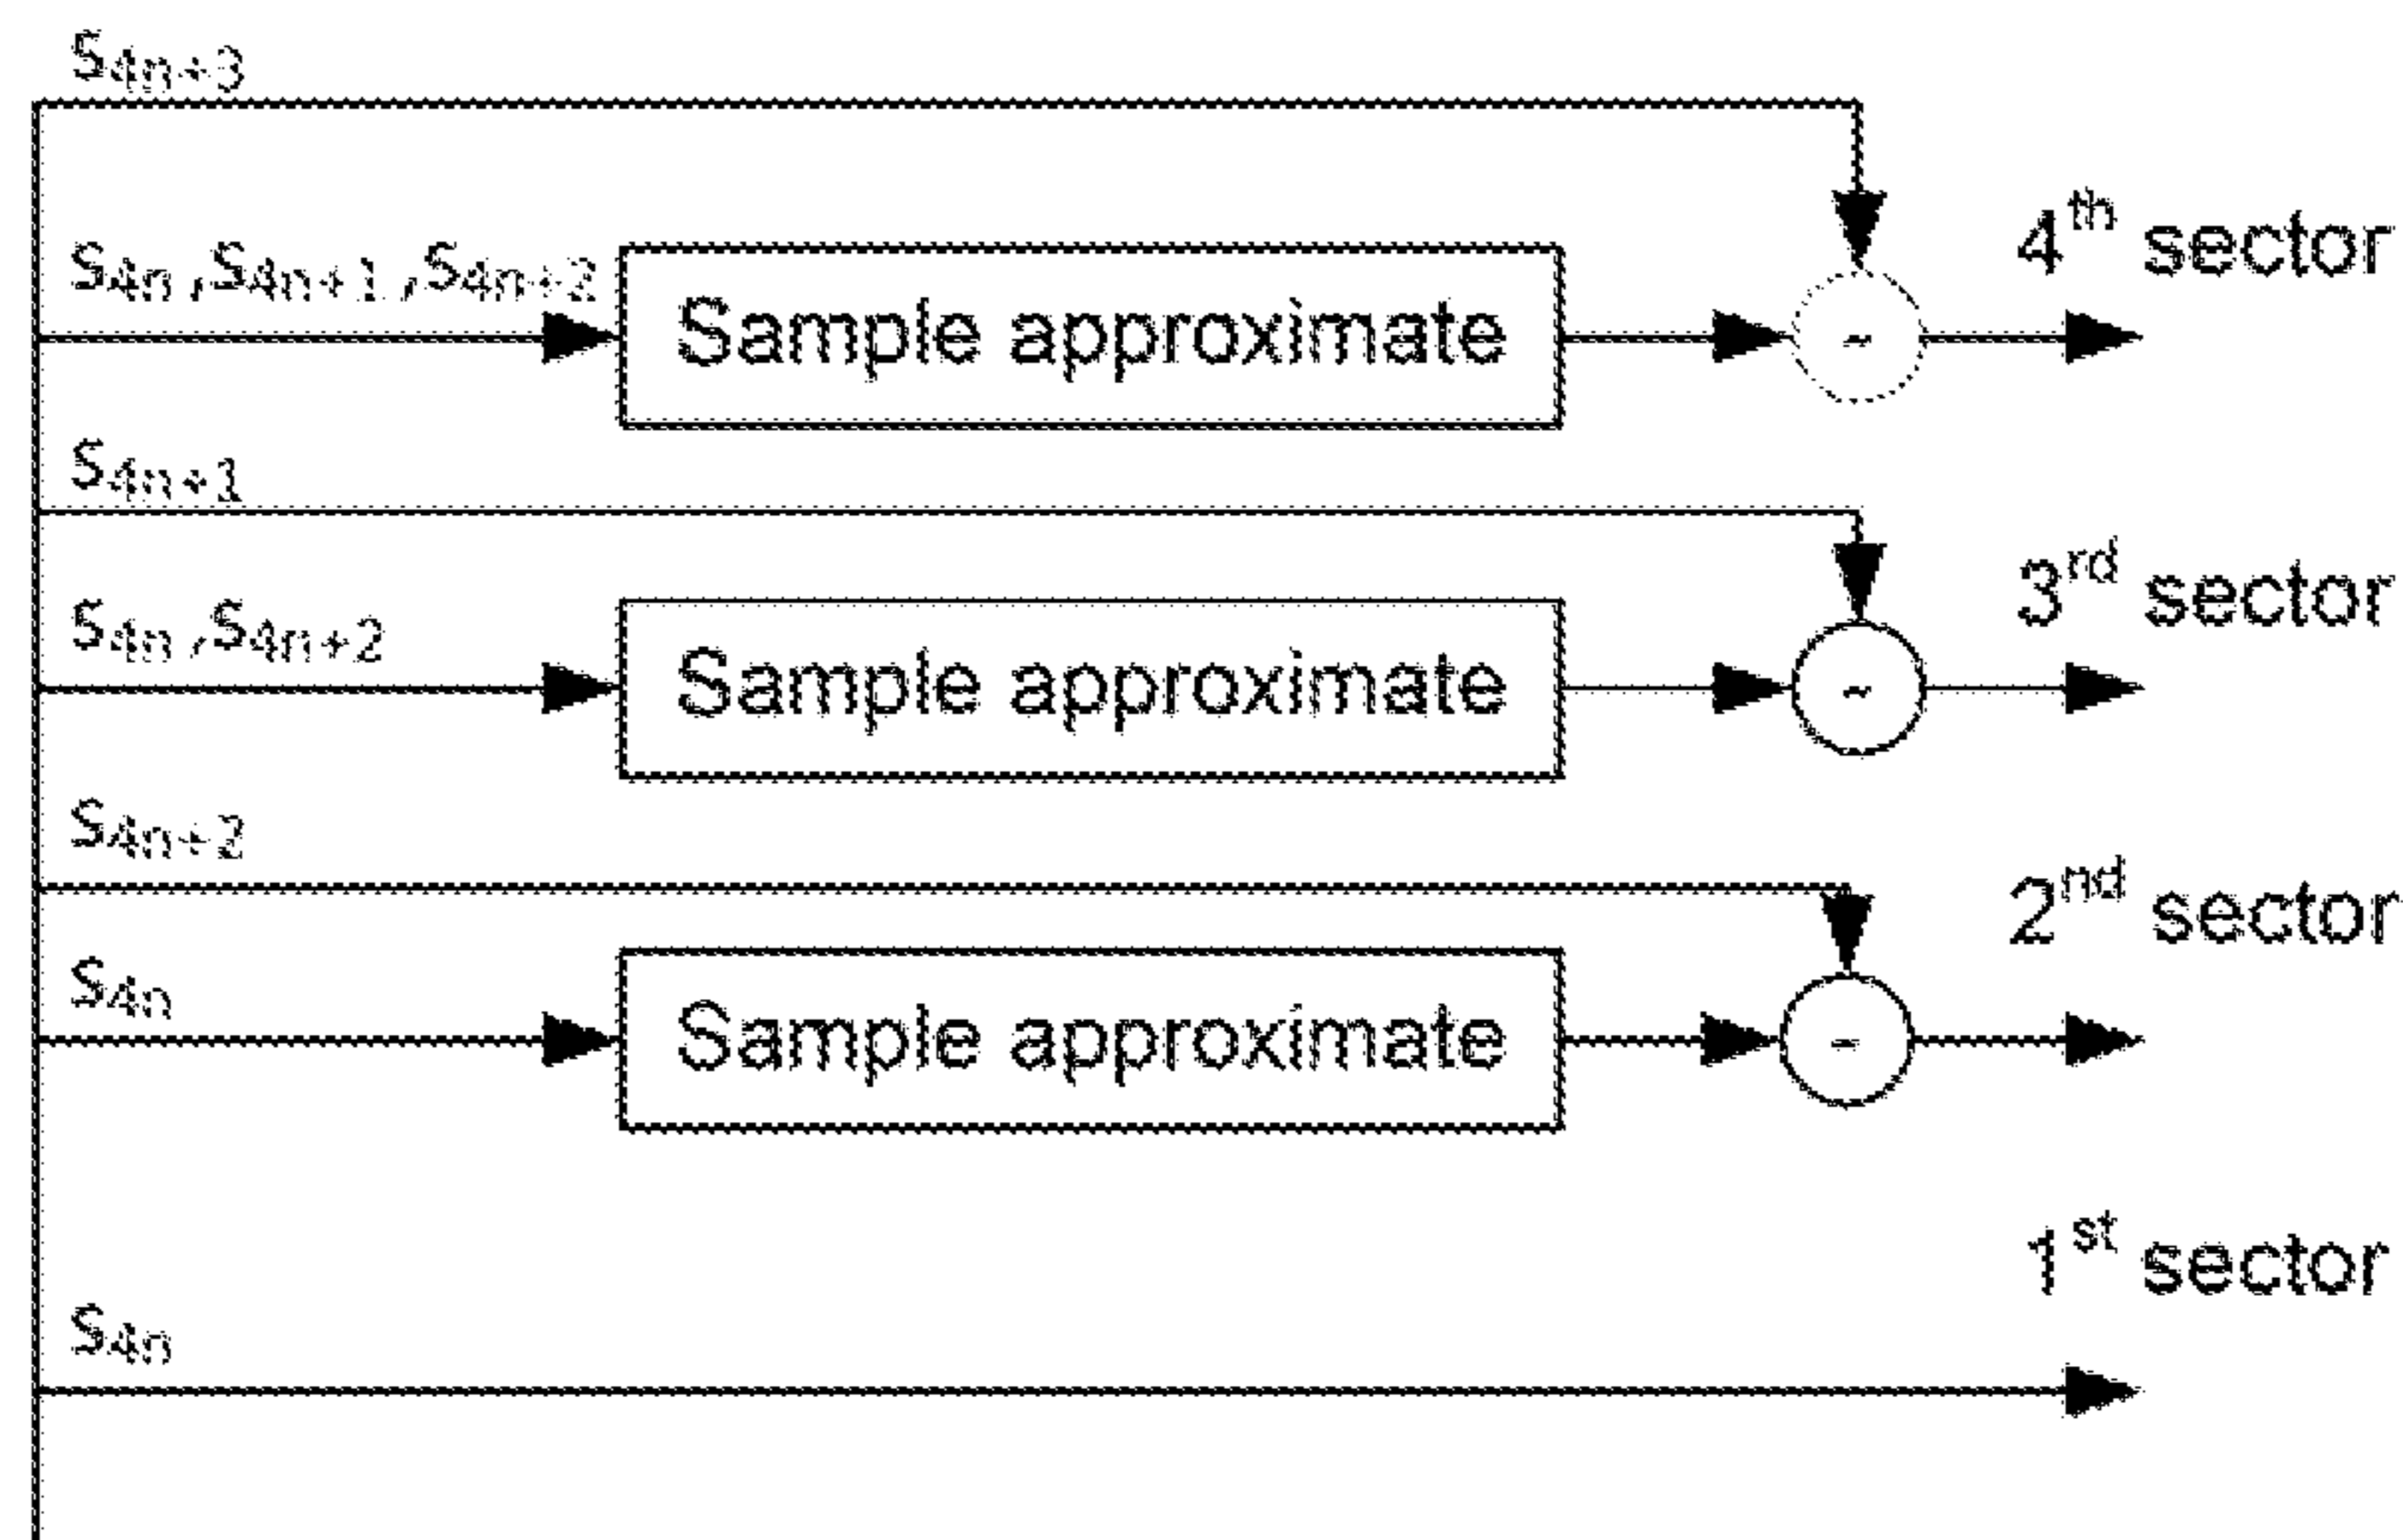 S4n+3
4th sector
S4n,S4n+1,S4n+2
Sample approximate
-
S4n+1
3rd sector
S4n,S4n+2
Sample approximate
-
S4n+2
2nd sector
S4n
Sample approximate
-
1st sector
S4n